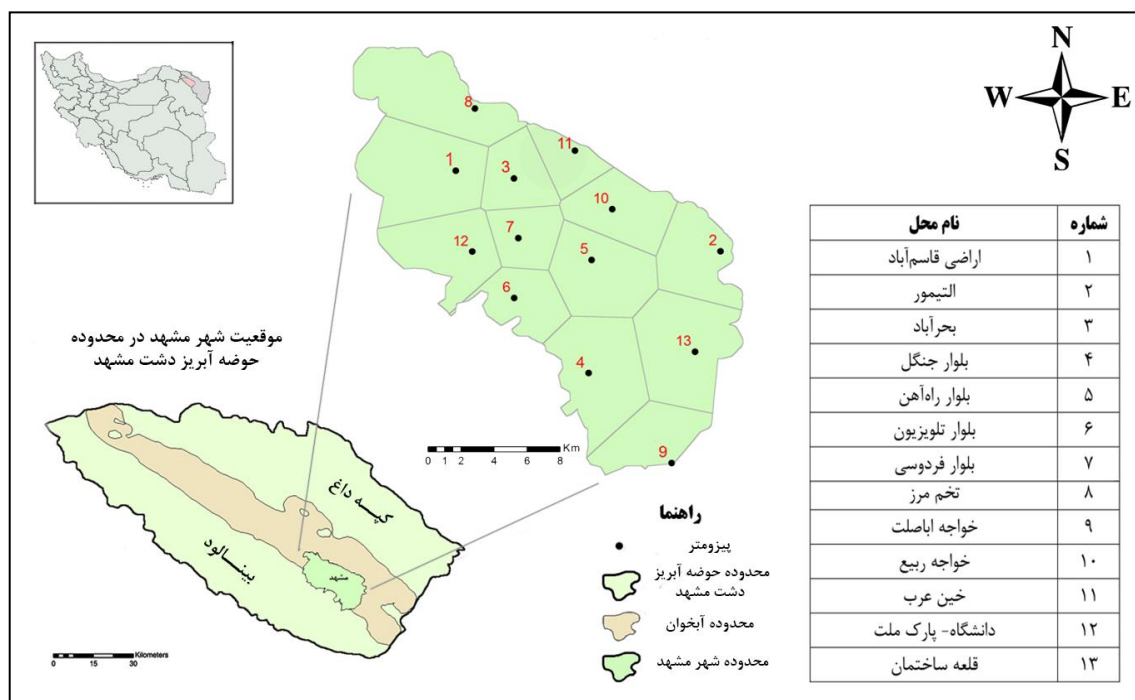 N
W E
S
8
11
1
3
10
7
12
5
2
6
13
4
9
Km
0 1 2 4 6 8
موقعیت شهر مشهد در محدوده
حوضه آبریز دشت مشهد
کپه داغ
بینالود
مشهد
Kilometers
0 15 30
راهنما
پیزومتر
محدوده حوضه آبریز
دشت مشهد
محدوده آبخوان
محدوده شهر مشهد
شماره نام محل
۱ اراضی قاسم‌آباد
۲ التیمور
۳ بحرآباد
۴ بلوار جنگل
۵ بلوار راه‌آهن
۶ بلوار تلویزیون
۷ بلوار فردوسی
۸ تخم مرز
۹ خواجه اباصلت
۱۰ خواجه ربیع
۱۱ خین عرب
۱۲ دانشگاه- پارک ملت
۱۳ قلعه ساختمان